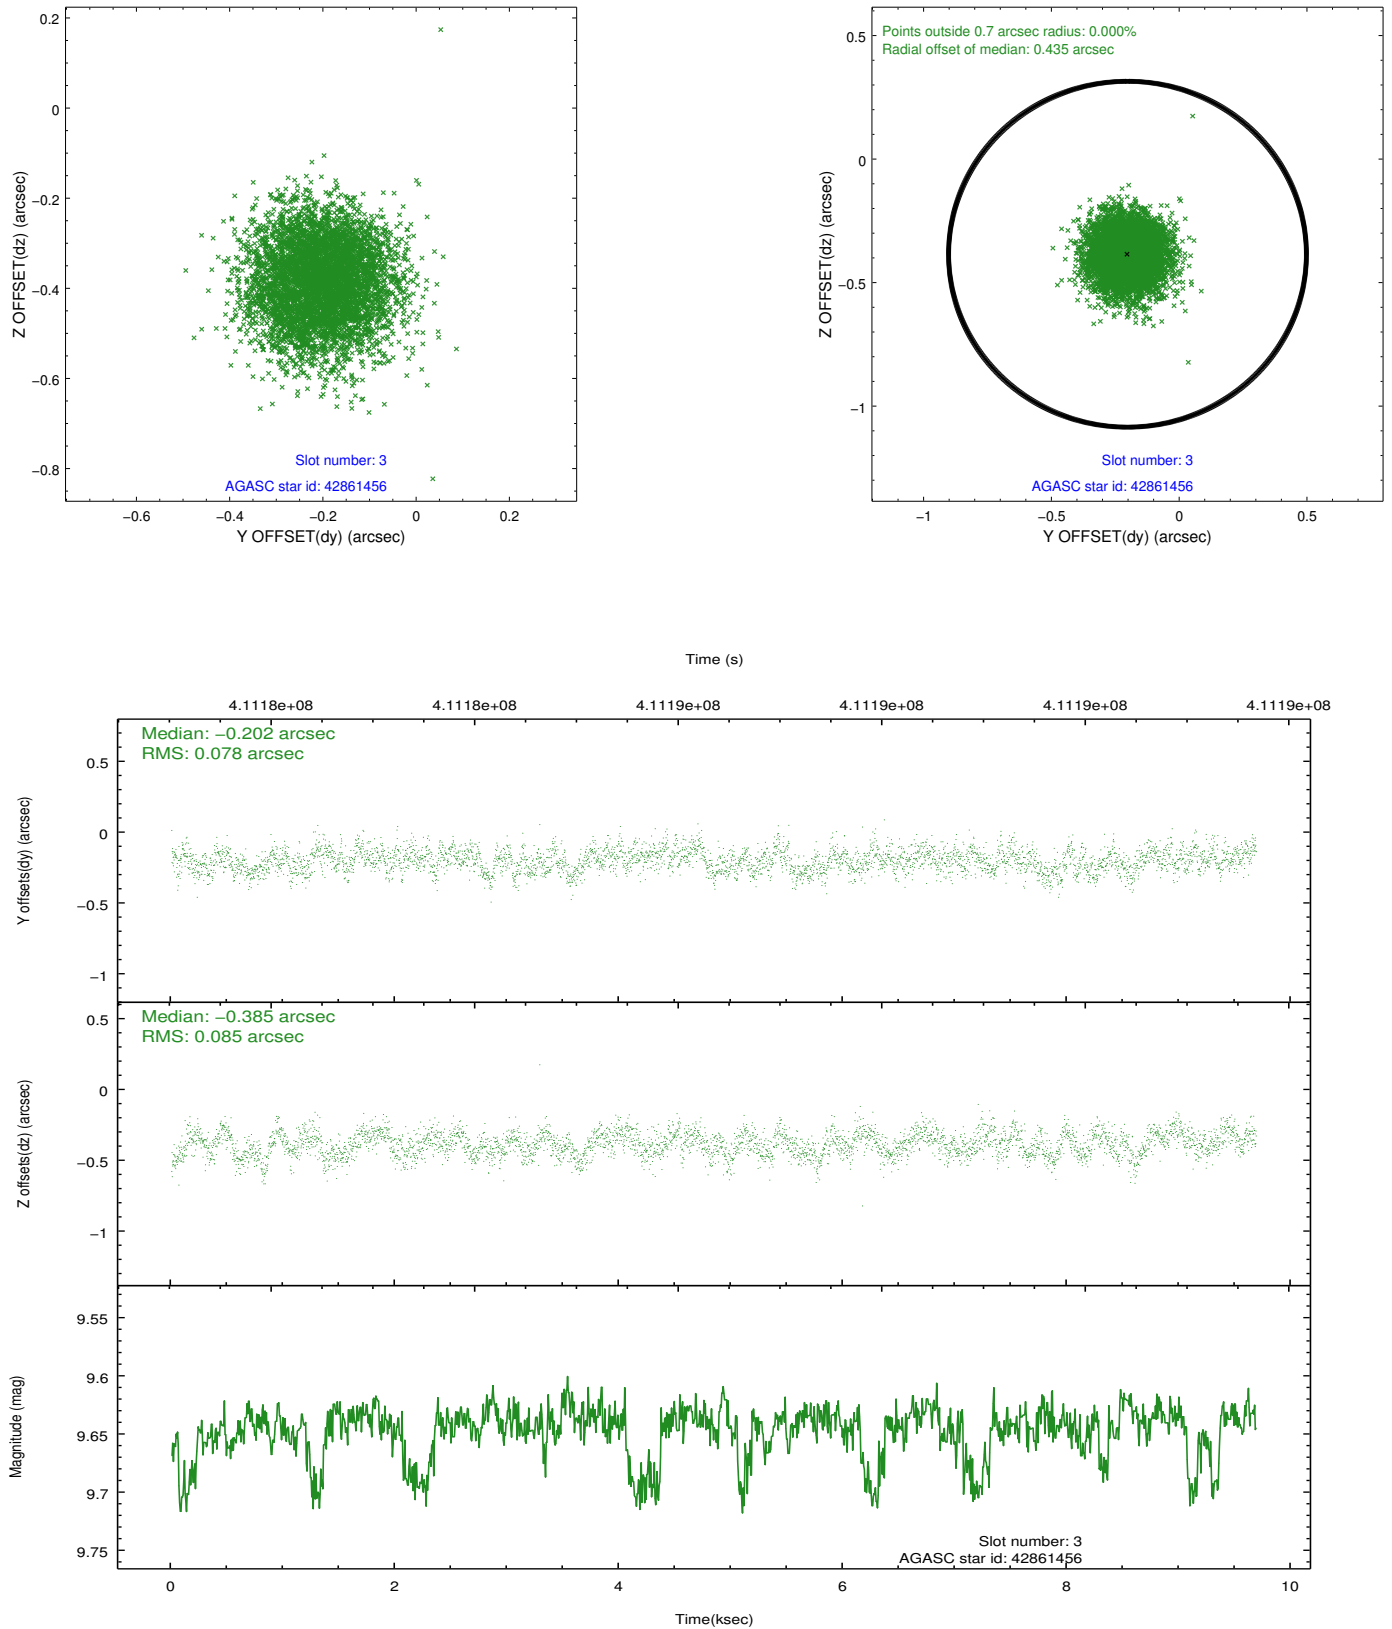 0.2
0
−0.2
−0.4
−0.6
−0.8
Z OFFSET(dz) (arcsec)
Slot number: 3
AGASC star id: 42861456
−0.6 −0.4 −0.2 0 0.2
Y OFFSET(dy) (arcsec)
Points outside 0.7 arcsec radius: 0.000%
Radial offset of median: 0.435 arcsec
0.5
0
−0.5
−1
Z OFFSET(dz) (arcsec)
Slot number: 3
AGASC star id: 42861456
−1 −0.5 0 0.5
Y OFFSET(dy) (arcsec)
Time (s)
4.1118e+08 4.1118e+08 4.1119e+08 4.1119e+08 4.1119e+08 4.1119e+08
Median: −0.202 arcsec
RMS: 0.078 arcsec
0.5
0
−0.5
−1
Y offsets(dy) (arcsec)
Median: −0.385 arcsec
RMS: 0.085 arcsec
0.5
0
−0.5
−1
Z offsets(dz) (arcsec)
9.55
9.6
9.65
9.7
9.75
Magnitude (mag)
Slot number: 3
AGASC star id: 42861456
0 2 4 6 8 10
Time(ksec)